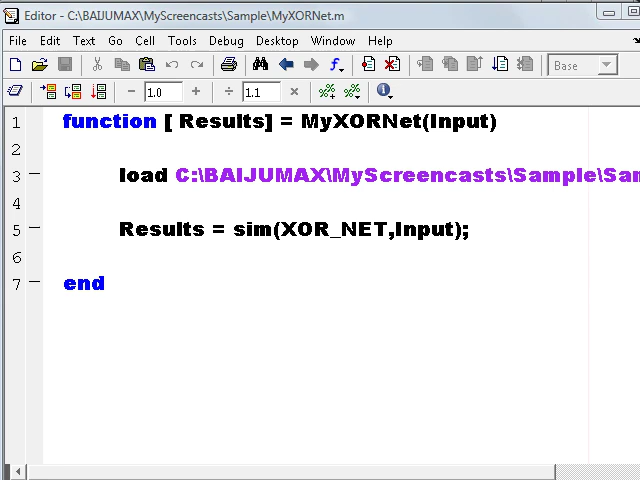 Editor - C:\BAIJUMAX\MyScreencasts\Sample\MyXORNet.m
File Edit Text Go Cell Tools Debug Desktop Window Help
Base
1.0 1.1
1 function [ Results] = MyXORNet(Input)
2
3 load C:\BAIJUMAX\MyScreencasts\Sample\Sam
4
5 Results = sim(XOR_NET,Input);
6
7 end